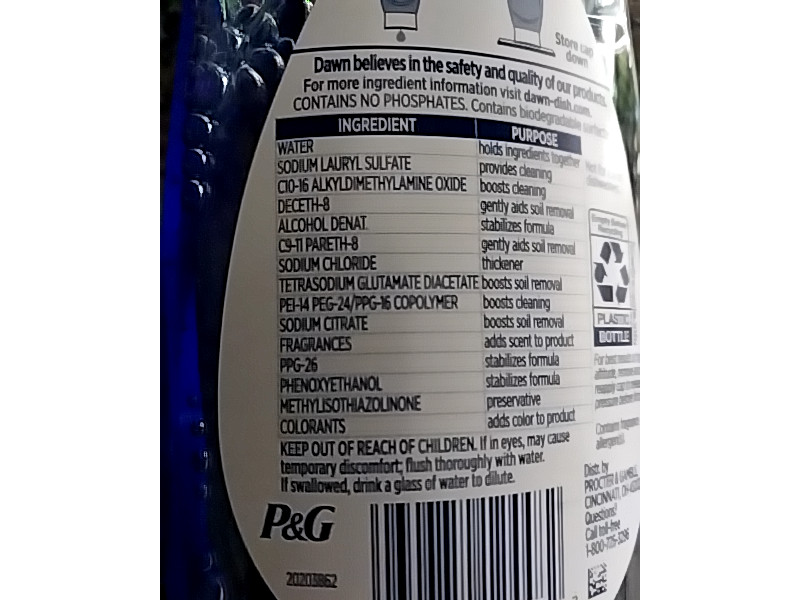 Store cap
down
Dawn believes in the safety and quality of our products.
For more ingredient information visit dawn-dish.com.
CONTAINS NO PHOSPHATES. Contains biodegradable
INGREDIENT PURPOSE
WATER holds ingredients together
SODIUM LAURYL SULFATE provides cleaning
C10-16 ALKYLDIMETHYLAMINE OXIDE boosts cleaning
DECETH-8 gently aids soil removal
ALCOHOL DENAT. stabilizes formula
C9-11 PARETH-8 gently aids soil removal
SODIUM CHLORIDE thickener
TETRASODIUM GLUTAMATE DIACETATE boosts soil removal
PEI-14 PEG-24/PPG-16 COPOLYMER boosts cleaning
SODIUM CITRATE boosts soil removal
FRAGRANCES adds scent to product
PPG-26 stabilizes formula
PHENOXYETHANOL stabilizes formula
METHYLISOTHIAZOLINONE preservative
COLORANTS adds color to product
KEEP OUT OF REACH OF CHILDREN. If in eyes, may cause
temporary discomfort; flush thoroughly with water.
If swallowed, drink a glass of water to dilute.
P&G
PLASTIC
BOTTLE
Distr. by
PROCTER & GAMBLE
CINCINNATI, OH
Questions?
Call toll-free